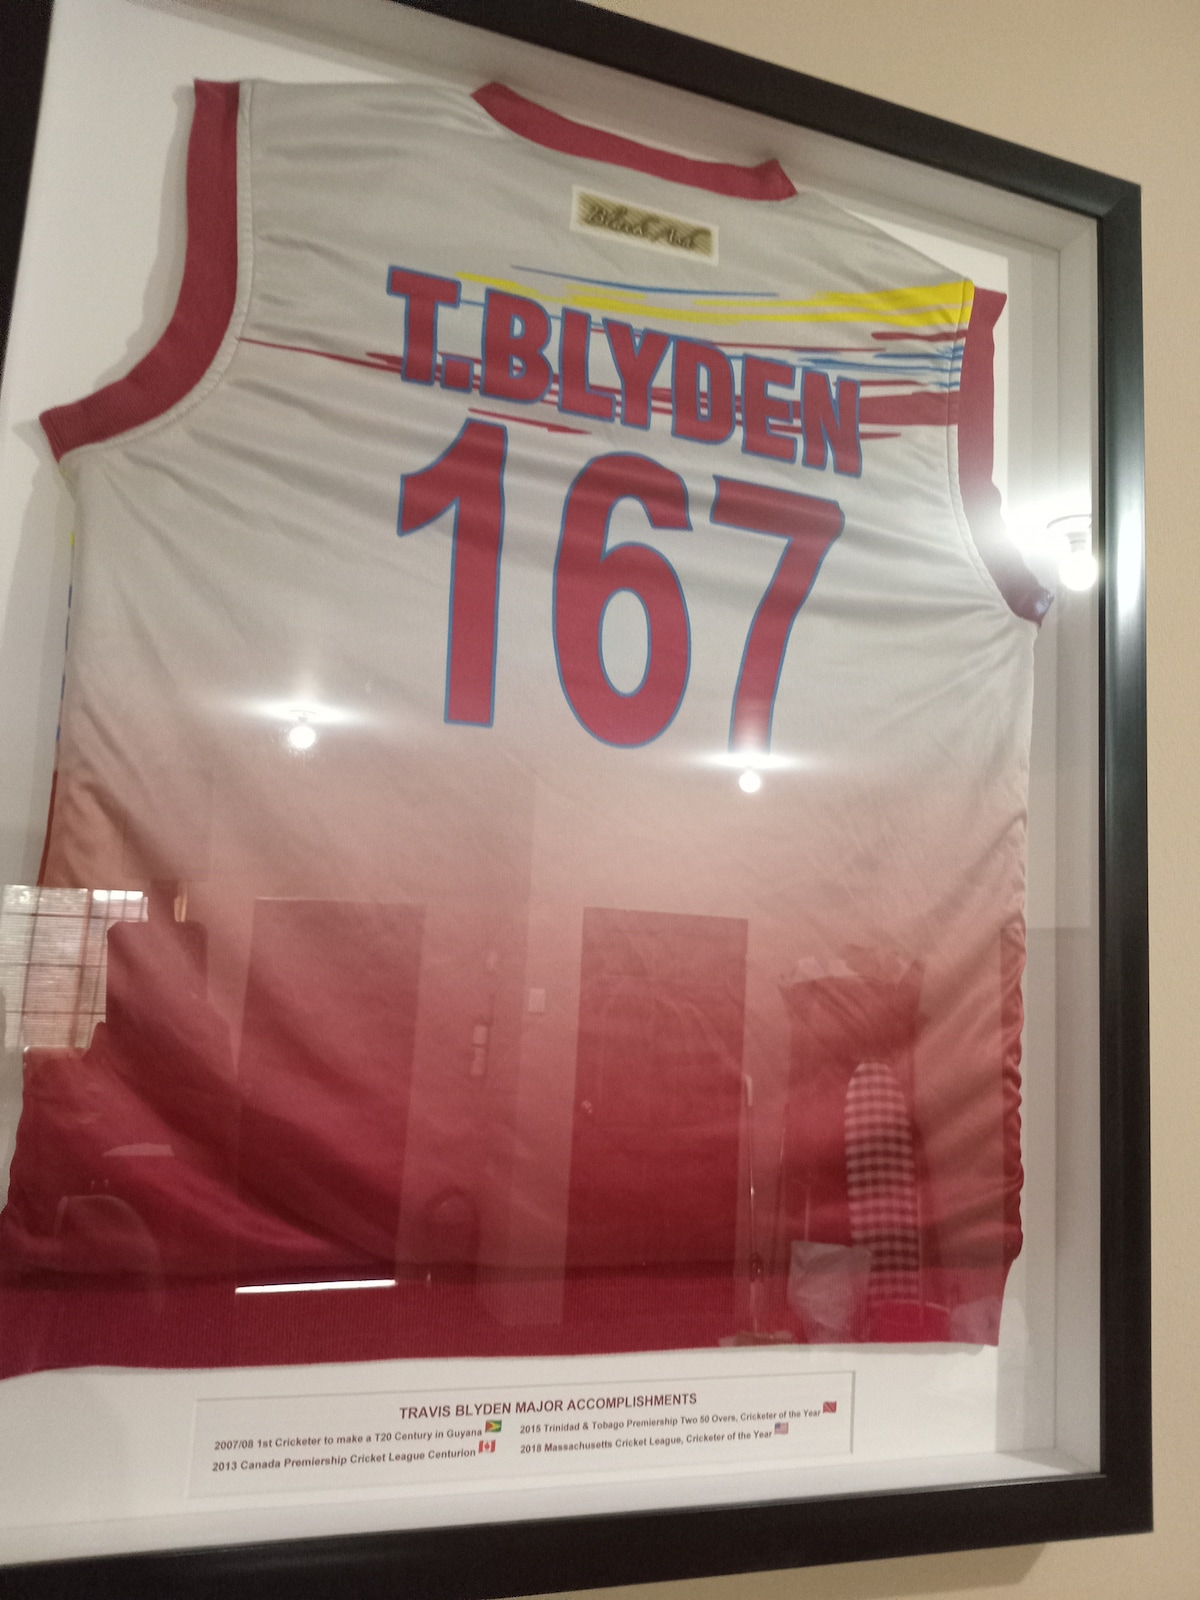 T.BLYDEN
167
TRAVIS BLYDEN MAJOR ACCOMPLISHMENTS
2007/08 1st Cricketer to make a T20 Century in Guyana
2013 Canada Premiership Cricket League Centurion
2015 Trinidad & Tobago Premiership Two 50 Overs, Cricketer of the Year
2018 Massachusetts Cricket League, Cricketer of the Year